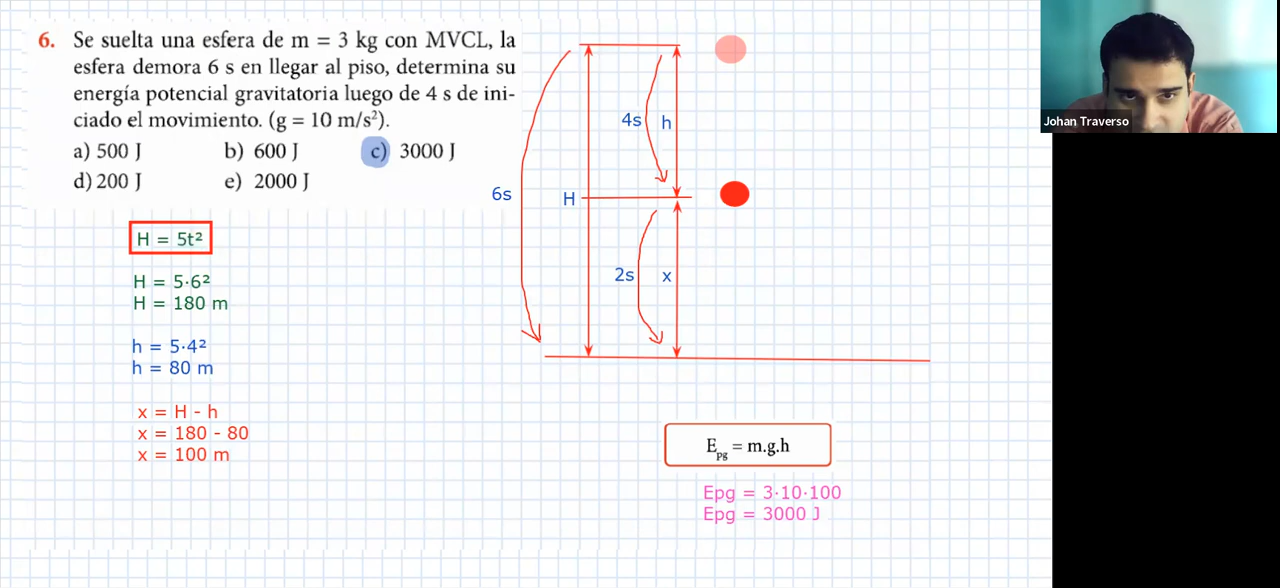 6. Se suelta una esfera de m = 3 kg con MVCL, la
esfera demora 6 s en llegar al piso, determina su
energía potencial gravitatoria luego de 4 s de ini-
ciado el movimiento. (g = 10 m/s²).
a) 500 J b) 600 J c) 3000 J
d) 200 J e) 2000 J
H = 5t²
H = 5·6²
H = 180 m
h = 5·4²
h = 80 m
x = H - h
x = 180 - 80
x = 100 m
6s
H
4s
h
2s
x
Epg = m.g.h
Epg = 3·10·100
Epg = 3000 J
Johan Traverso